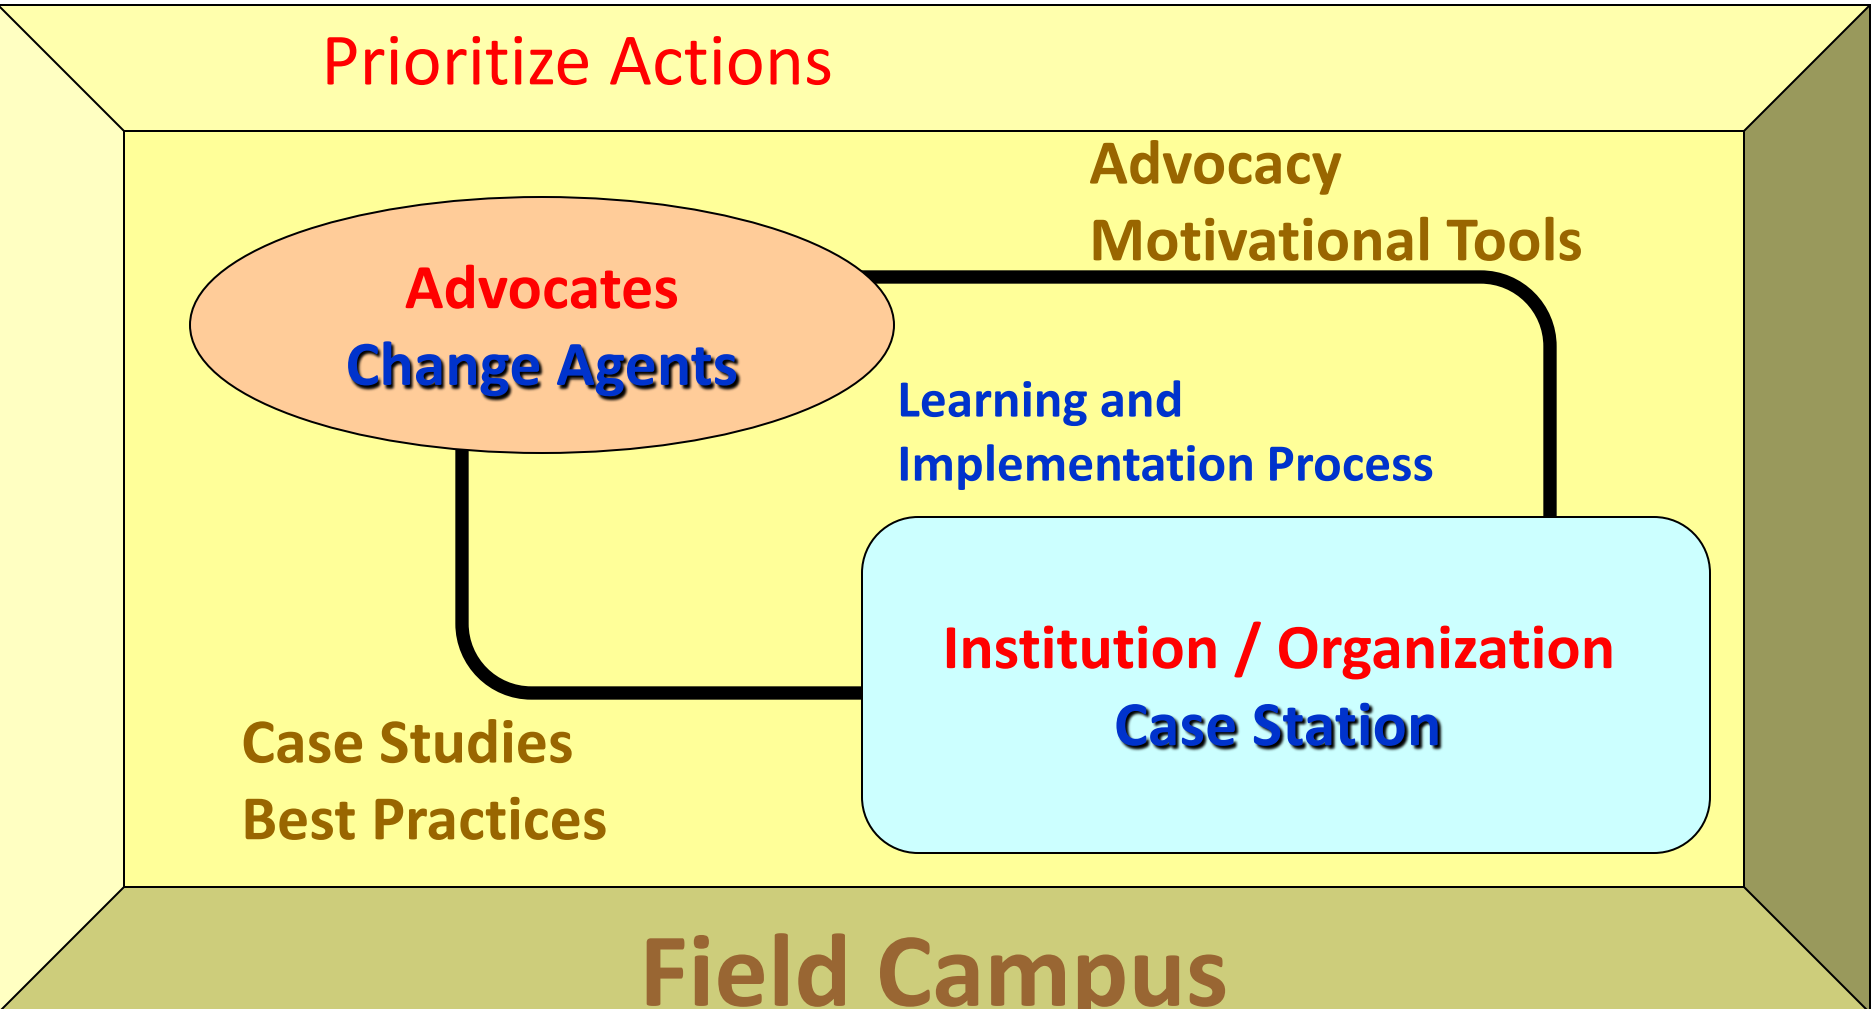 Prioritize Actions
Advocacy
Motivational Tools
Advocates
Change Agents
Learning and
Implementation Process
Institution / Organization
Case Station
Case Studies
Best Practices
Field Campus